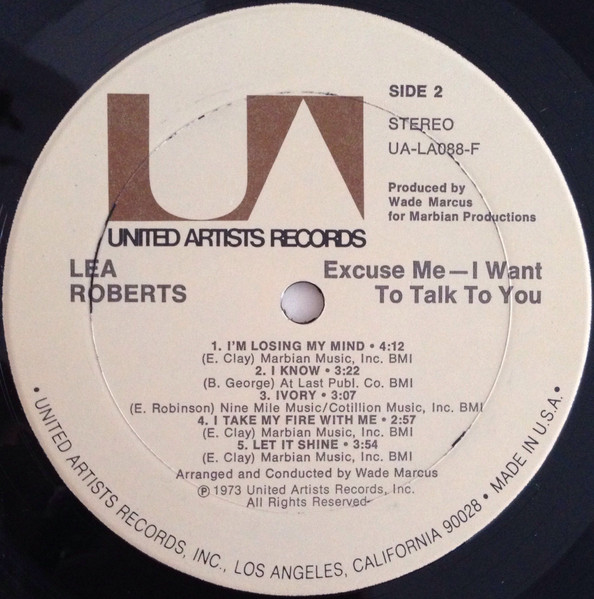 SIDE 2
STEREO
UA-LA088-F
Produced by
Wade Marcus
for Marbian Productions
UA
UNITED ARTISTS RECORDS
LEA
ROBERTS
Excuse Me—I Want
To Talk To You
1. I'M LOSING MY MIND • 4:12
(E. Clay) Marbian Music, Inc. BMI
2. I KNOW • 3:22
(B. George) At Last Publ. Co. BMI
3. IVORY • 3:07
(E. Robinson) Nine Mile Music/Cotillion Music, Inc. BMI
4. I TAKE MY FIRE WITH ME • 2:57
(E. Clay) Marbian Music, Inc. BMI
5. LET IT SHINE • 3:54
(E. Clay) Marbian Music, Inc. BMI
Arranged and Conducted by Wade Marcus
℗ 1973 United Artists Records, Inc.
All Rights Reserved
• UNITED ARTISTS RECORDS, INC., LOS ANGELES, CALIFORNIA 90028 • MADE IN U.S.A. •